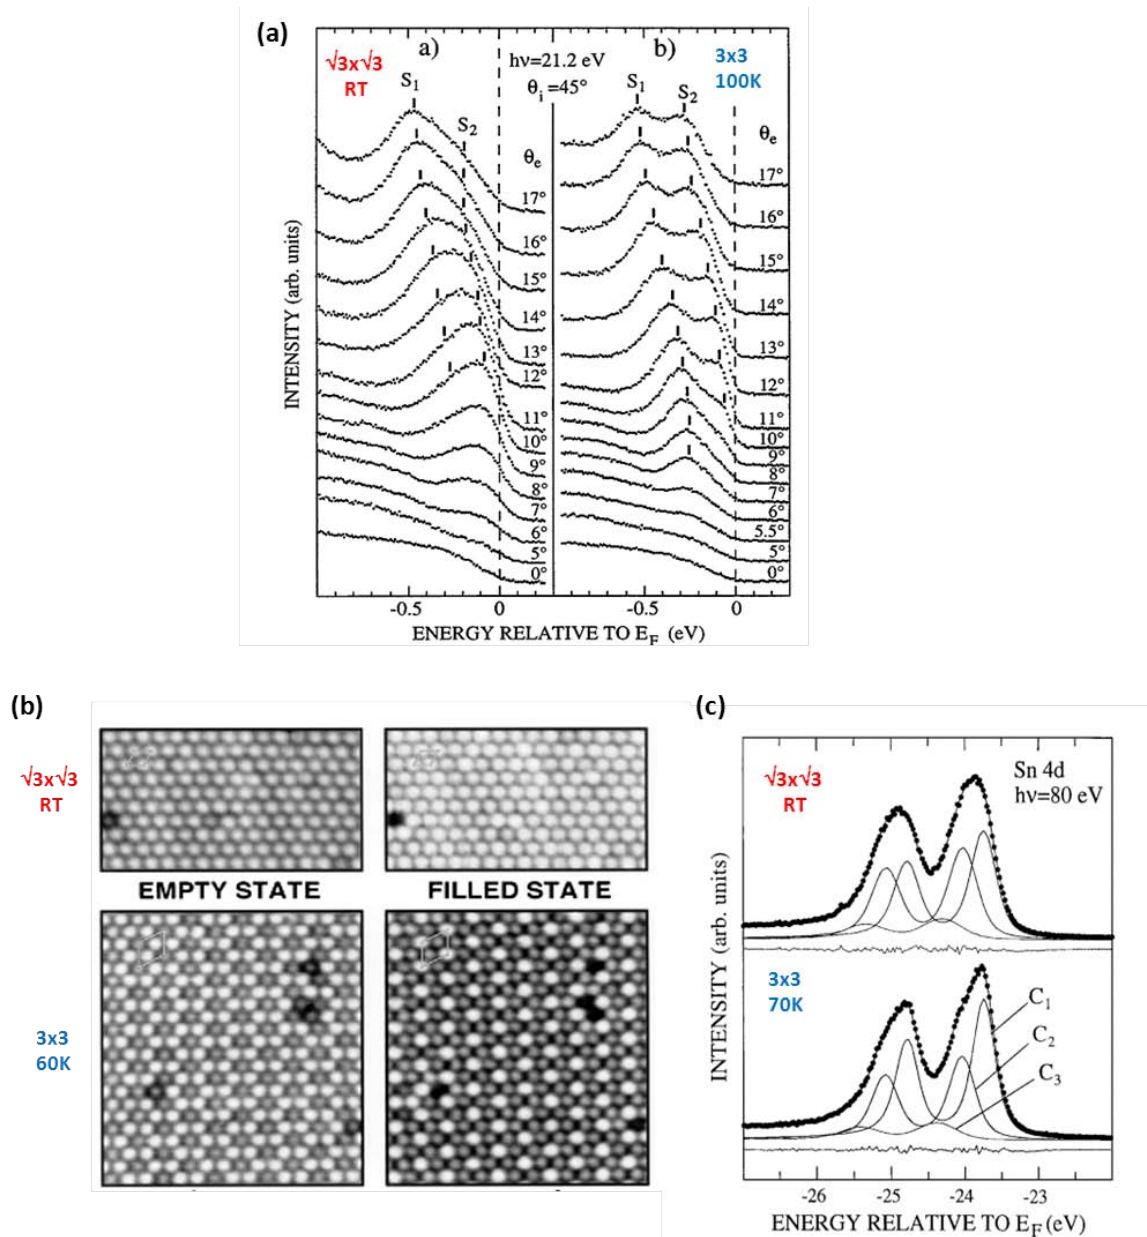 (a)
a)
b)
√3x√3
RT
hν=21.2 eV
θi =45°
3x3
100K
S1
S2
S1
S2
θe
θe
17°
16°
15°
14°
13°
12°
11°
10°
9°
8°
7°
6°
5°
0°
17°
16°
15°
14°
13°
12°
11°
10°
9°
8°
7°
6°
5.5°
5°
0°
INTENSITY (arb. units)
-0.5
0
-0.5
0
ENERGY RELATIVE TO EF (eV)
(b)
√3x√3
RT
EMPTY STATE
FILLED STATE
3x3
60K
(c)
√3x√3
RT
Sn 4d
hν=80 eV
3x3
70K
C1
C2
C3
INTENSITY (arb. units)
-26
-25
-24
-23
ENERGY RELATIVE TO EF (eV)